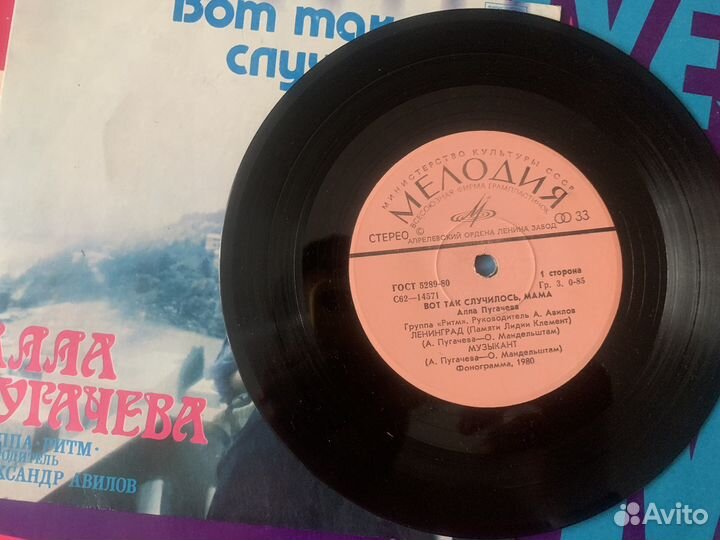 Вот так
случ
АЛЛА
УГАЧЕВА
ППА·РИТМ·
ОДИТЕЛЬ
КСАНДР АВИЛОВ
МИНИСТЕРСТВО КУЛЬТУРЫ СССР
МЕЛОДИЯ
ВСЕСОЮЗНАЯ ФИРМА ГРАМПЛАСТИНОК
СТЕРЕО
33
АПРЕЛЕВСКИЙ ОРДЕНА ЛЕНИНА ЗАВОД
ГОСТ 5289-80
1 сторона
С62—14571
Гр. 3. 0-85
ВОТ ТАК СЛУЧИЛОСЬ, МАМА
Алла Пугачева
Группа «Ритм». Руководитель А. Авилов
ЛЕНИНГРАД (Памяти Лидии Клемент)
(А. Пугачева—О. Мандельштам)
МУЗЫКАНТ
(А. Пугачева—О. Мандельштам)
Фонограмма, 1980
Avito